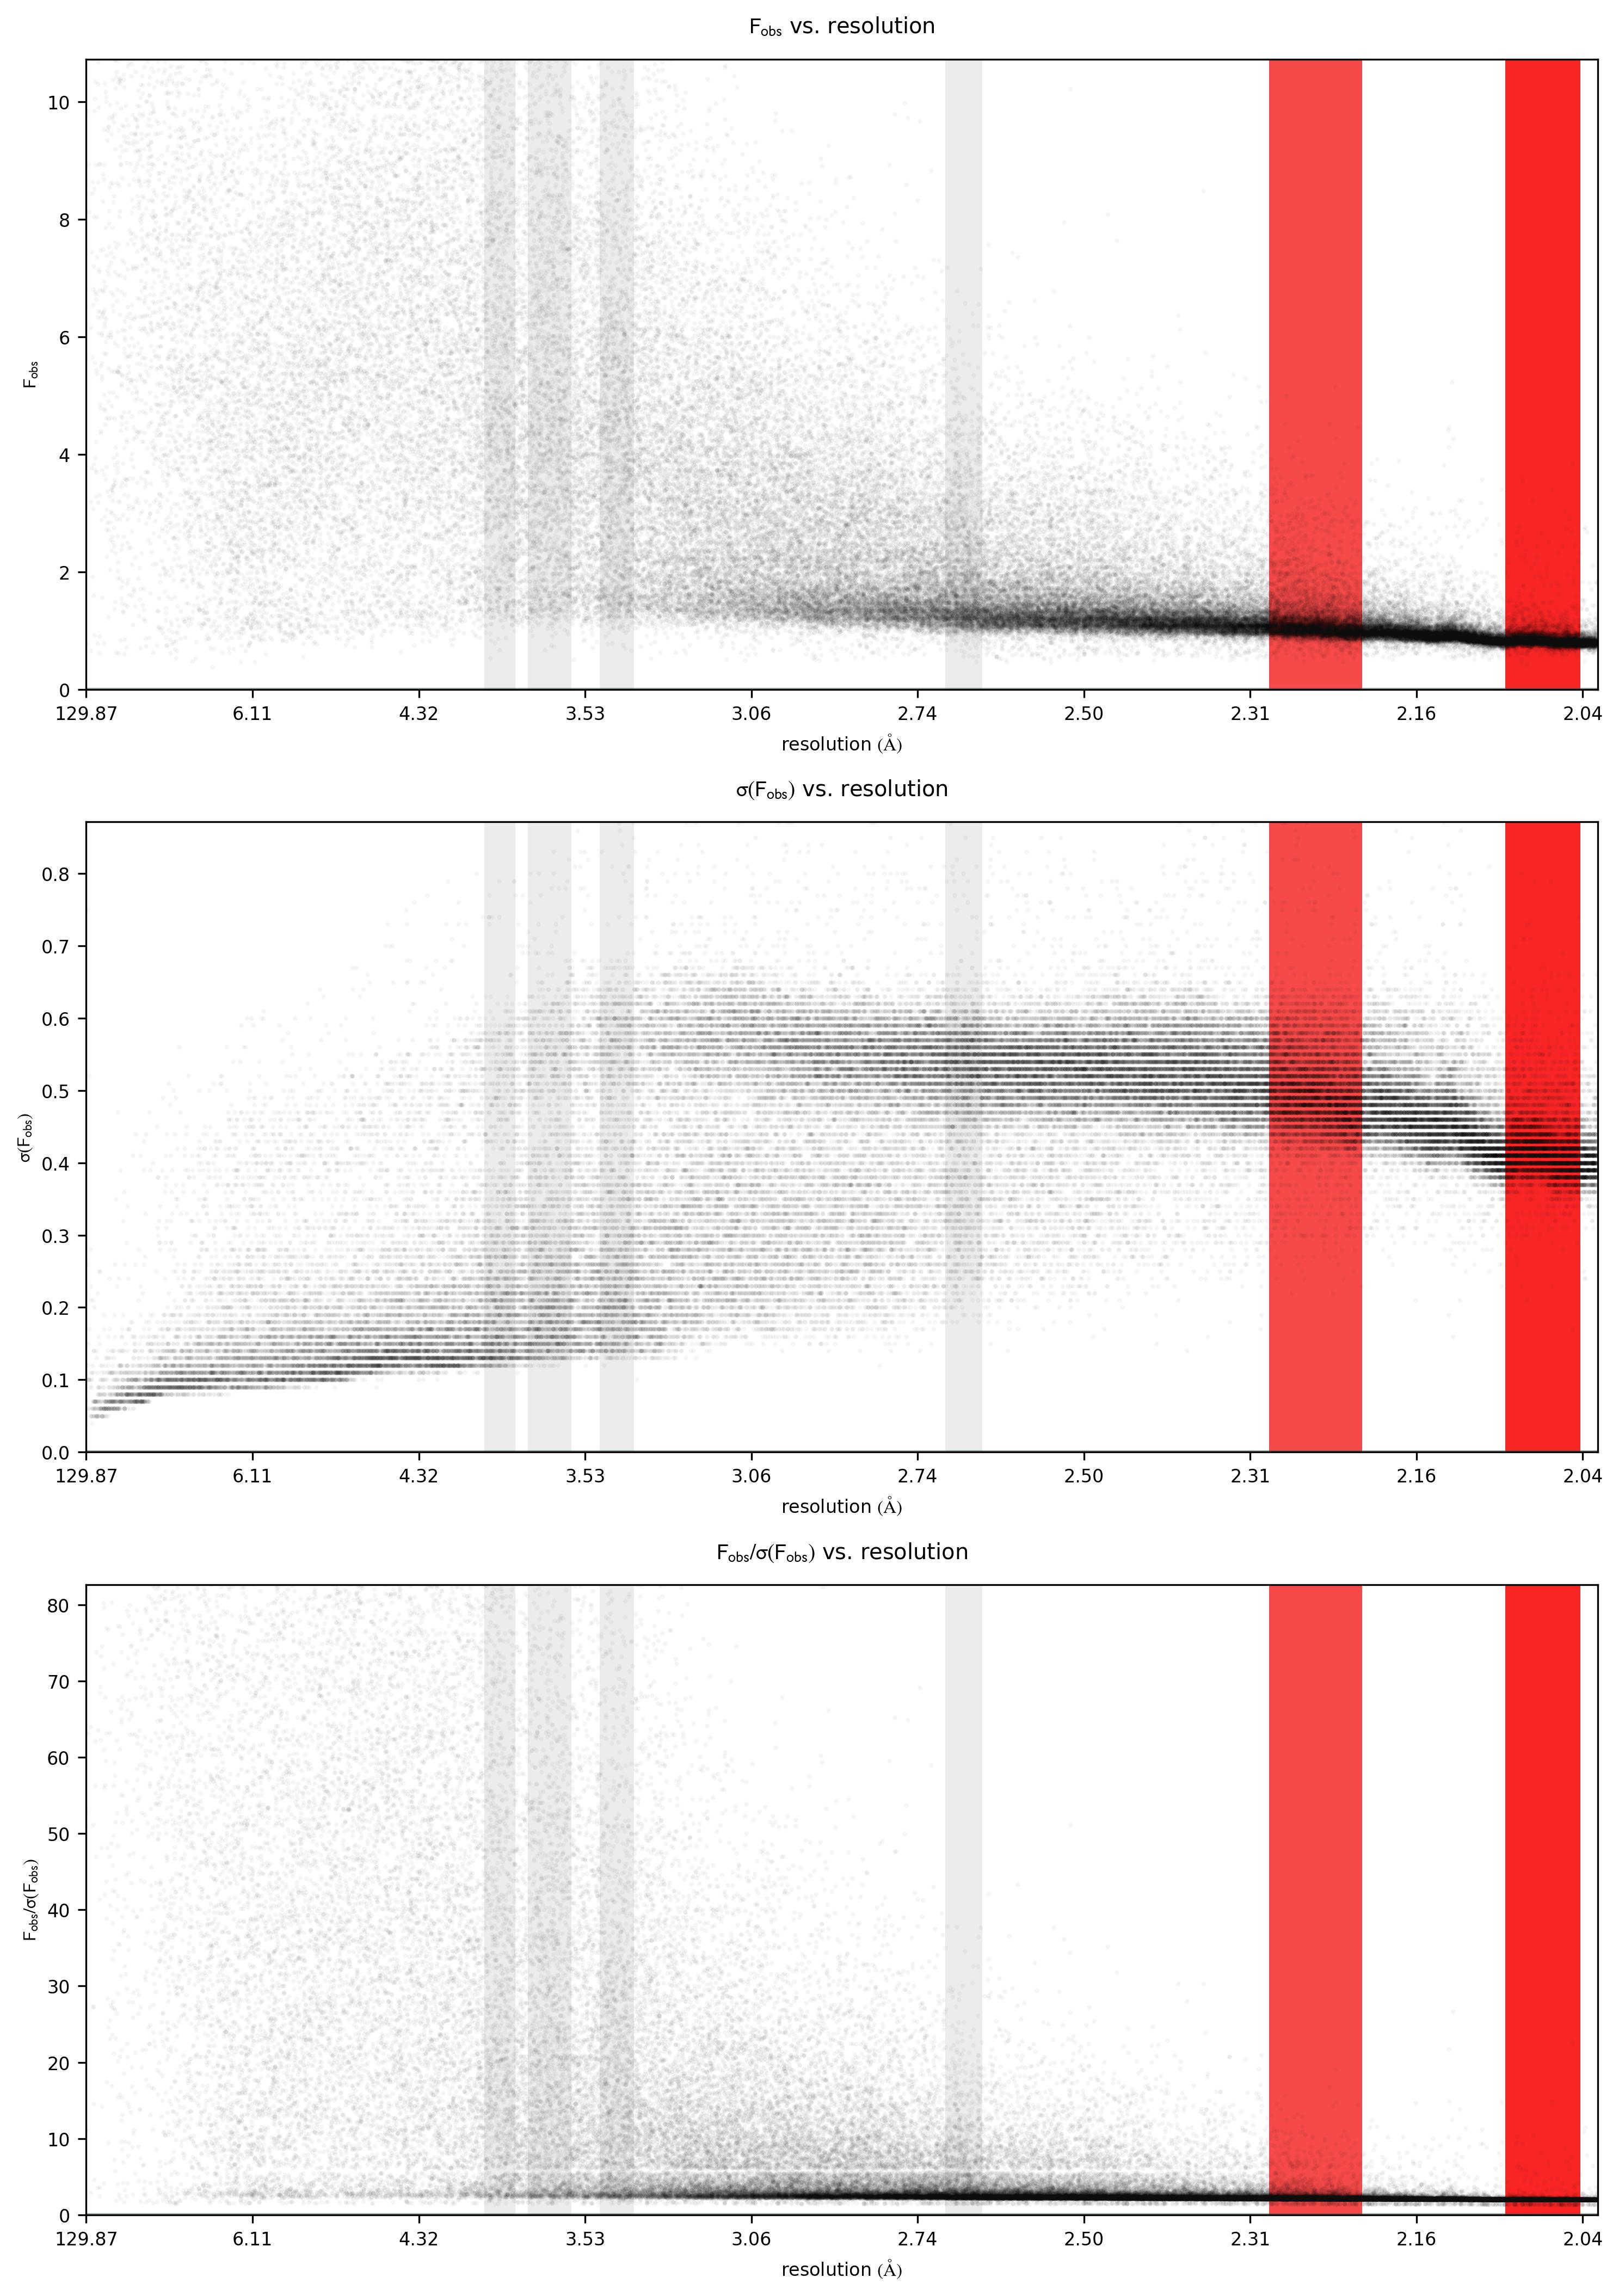 Fobs vs. resolution
10
8
6
4
2
0
Fobs
129.87 6.11 4.32 3.53 3.06 2.74 2.50 2.31 2.16 2.04
resolution (Å)
σ(Fobs) vs. resolution
0.8
0.7
0.6
0.5
0.4
0.3
0.2
0.1
0.0
σ(Fobs)
129.87 6.11 4.32 3.53 3.06 2.74 2.50 2.31 2.16 2.04
resolution (Å)
Fobs/σ(Fobs) vs. resolution
80
70
60
50
40
30
20
10
0
Fobs/σ(Fobs)
129.87 6.11 4.32 3.53 3.06 2.74 2.50 2.31 2.16 2.04
resolution (Å)